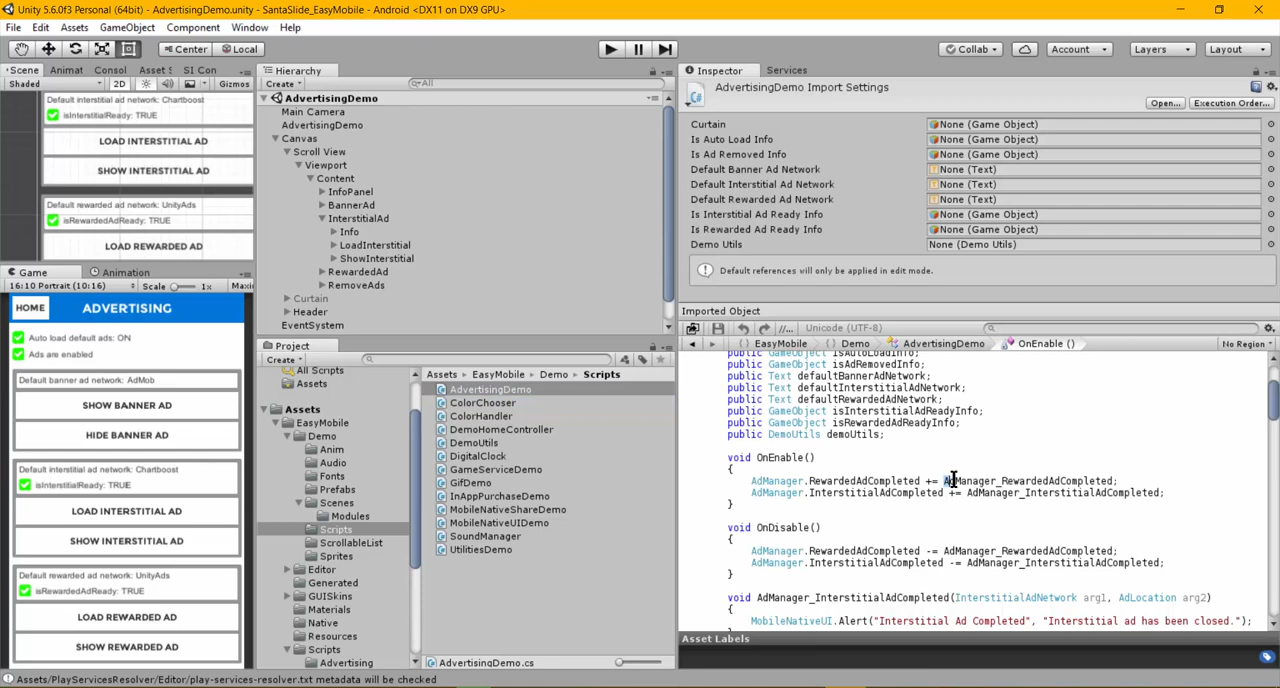 Unity 5.6.0f3 Personal (64bit) - AdvertisingDemo.unity - SantaSlide_EasyMobile - Android <DX11 on DX9 GPU>
File Edit Assets GameObject Component Window Help
Center Local Collab Account Layers Layout
Scene Animat Consol Asset S SI Con
Shaded 2D Gizmos
Default interstitial ad network: Chartboost
isInterstitialReady: TRUE
LOAD INTERSTITIAL AD
SHOW INTERSTITIAL AD
Default rewarded ad network: UnityAds
isRewardedAdReady: TRUE
LOAD REWARDED AD
Game Animation
16:10 Portrait (10:16) Scale 1x Maxi
HOME ADVERTISING
Auto load default ads: ON
Ads are enabled
Default banner ad network: AdMob
SHOW BANNER AD
HIDE BANNER AD
Default interstitial ad network: Chartboost
isInterstitialReady: TRUE
LOAD INTERSTITIAL AD
SHOW INTERSTITIAL AD
Default rewarded ad network: UnityAds
isRewardedAdReady: TRUE
LOAD REWARDED AD
SHOW REWARDED AD
Hierarchy
Create All
AdvertisingDemo
Main Camera
AdvertisingDemo
Canvas
Scroll View
Viewport
Content
InfoPanel
BannerAd
InterstitialAd
Info
LoadInterstitial
ShowInterstitial
RewardedAd
RemoveAds
Curtain
Header
EventSystem
Project
Create
All Scripts
Assets
Assets
EasyMobile
Demo
Anim
Audio
Fonts
Prefabs
Scenes
Modules
Scripts
ScrollableList
Sprites
Editor
Generated
GUISkins
Materials
Native
Resources
Scripts
Advertising
Assets EasyMobile Demo Scripts
AdvertisingDemo
ColorChooser
ColorHandler
DemoHomeController
DemoUtils
DigitalClock
GameServiceDemo
GifDemo
InAppPurchaseDemo
MobileNativeShareDemo
MobileNativeUIDemo
SoundManager
UtilitiesDemo
AdvertisingDemo.cs
Inspector Services
AdvertisingDemo Import Settings
Open... Execution Order...
Curtain None (Game Object)
Is Auto Load Info None (Game Object)
Is Ad Removed Info None (Game Object)
Default Banner Ad Network None (Text)
Default Interstitial Ad Network None (Text)
Default Rewarded Ad Network None (Text)
Is Interstitial Ad Ready Info None (Game Object)
Is Rewarded Ad Ready Info None (Game Object)
Demo Utils None (Demo Utils)
Default references will only be applied in edit mode.
Imported Object
//... Unicode (UTF-8)
EasyMobile Demo AdvertisingDemo OnEnable () No Region
public GameObject isAutoLoadInfo;
public GameObject isAdRemovedInfo;
public Text defaultBannerAdNetwork;
public Text defaultInterstitialAdNetwork;
public Text defaultRewardedAdNetwork;
public GameObject isInterstitialAdReadyInfo;
public GameObject isRewardedAdReadyInfo;
public DemoUtils demoUtils;
void OnEnable()
{
AdManager.RewardedAdCompleted += AdManager_RewardedAdCompleted;
AdManager.InterstitialAdCompleted += AdManager_InterstitialAdCompleted;
}
void OnDisable()
{
AdManager.RewardedAdCompleted -= AdManager_RewardedAdCompleted;
AdManager.InterstitialAdCompleted -= AdManager_InterstitialAdCompleted;
}
void AdManager_InterstitialAdCompleted(InterstitialAdNetwork arg1, AdLocation arg2)
{
MobileNativeUI.Alert("Interstitial Ad Completed", "Interstitial ad has been closed.");
Asset Labels
Assets/PlayServicesResolver/Editor/play-services-resolver.txt metadata will be checked